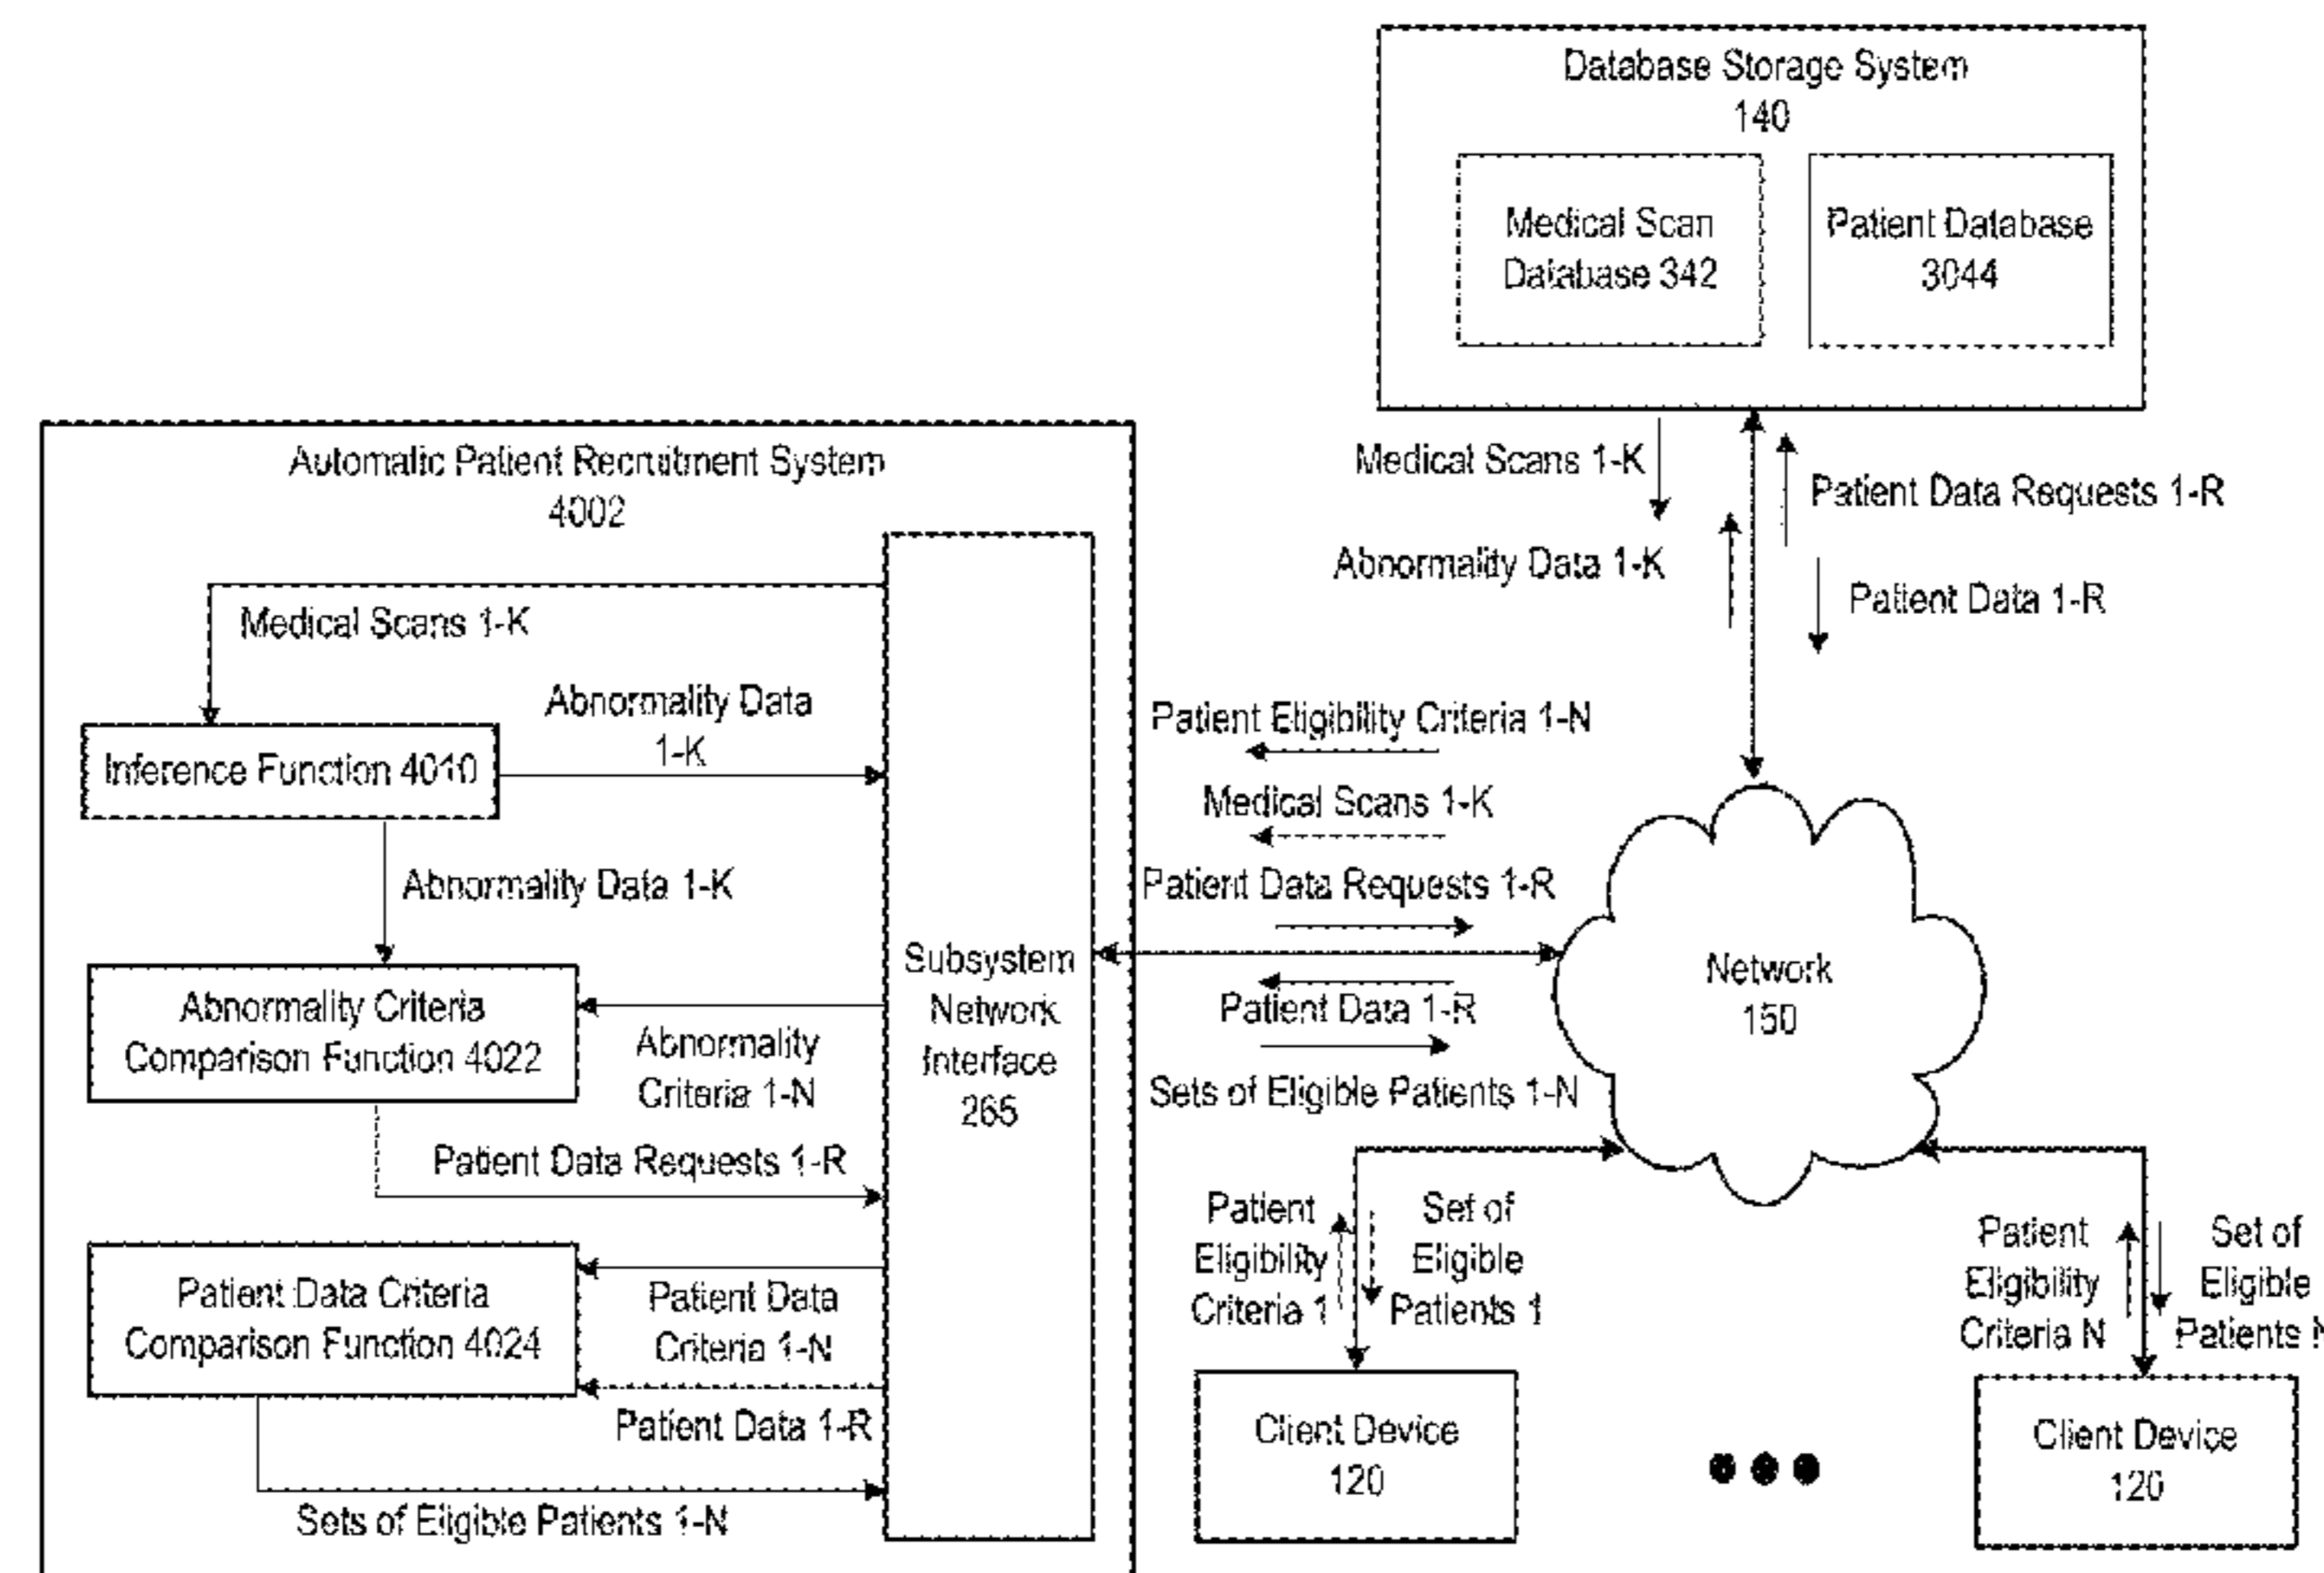 Database Storage System
140
Medical Scan
Database 342
Patient Database
3044
Automatic Patient Recruitment System
4002
Medical Scans 1-K
Abnormality Data
1-K
Inference Function 4010
Abnormality Data 1-K
Abnormality Criteria
Comparison Function 4022
Abnormality
Criteria 1-N
Patient Data Requests 1-R
Patient Data Criteria
Comparison Function 4024
Patient Data
Criteria 1-N
Patient Data 1-R
Sets of Eligible Patients 1-N
Subsystem
Network
Interface
265
Medical Scans 1-K
Abnormality Data 1-K
Patient Data Requests 1-R
Patient Data 1-R
Patient Eligibility Criteria 1-N
Medical Scans 1-K
Patient Data Requests 1-R
Patient Data 1-R
Sets of Eligible Patients 1-N
Network
150
Patient
Eligibility
Criteria 1
Set of
Eligible
Patients 1
Patient
Eligibility
Criteria N
Set of
Eligible
Patients N
Client Device
120
Client Device
120